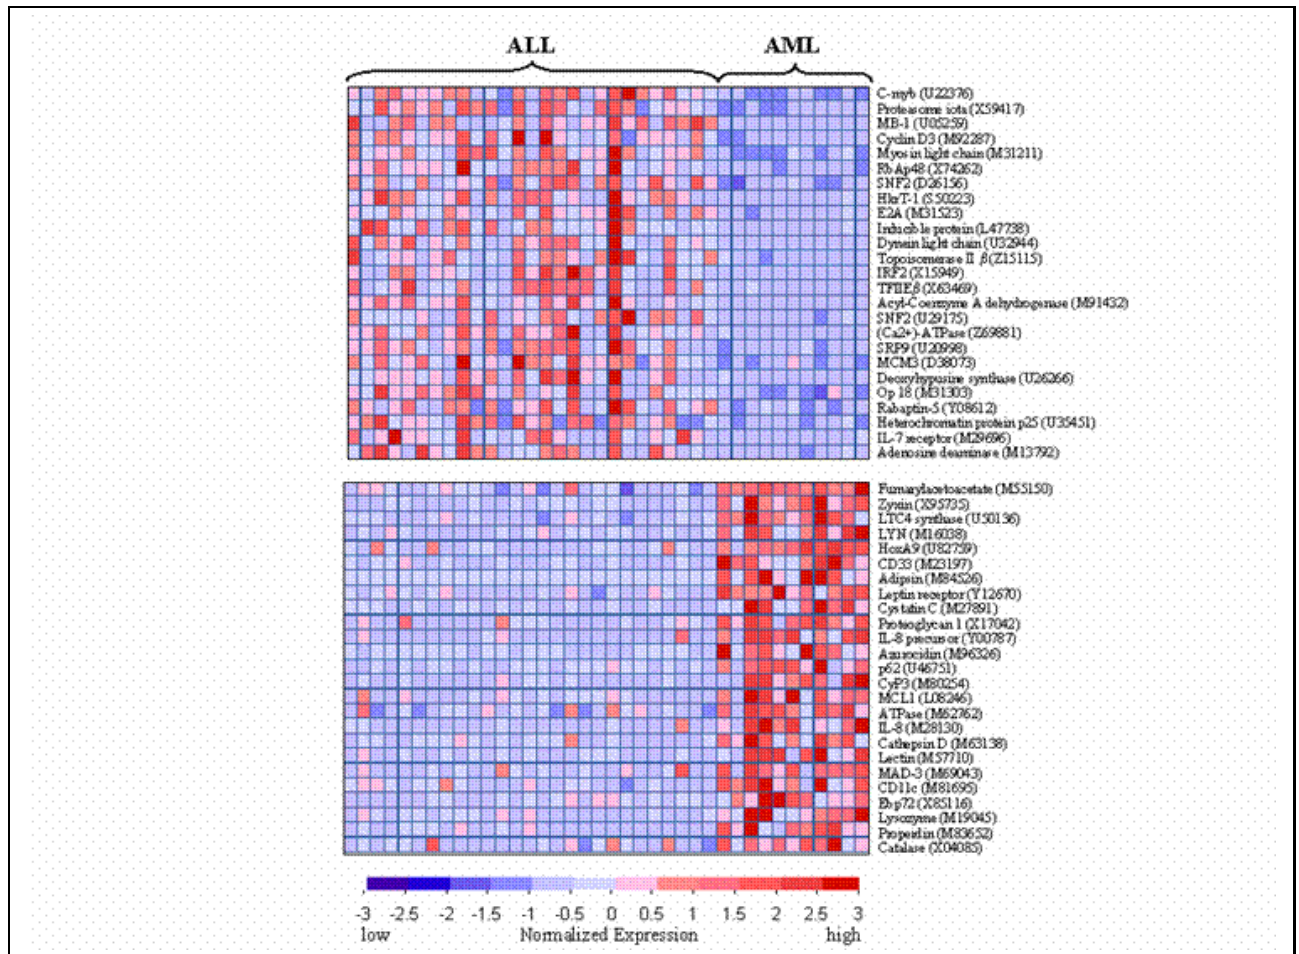 ALL AML
C-myb (U22376)
Proteasome iota (X59417)
MB-1 (U05259)
Cyclin D3 (M92287)
Myosin light chain (M31211)
RbAp48 (X74262)
SNF2 (D26156)
HkrT-1 (S50223)
E2A (M31523)
Inducible protein (L47738)
Dynein light chain (U32944)
Topoisomerase II β (Z15115)
IRF2 (X15949)
TFIIEβ (X63469)
Acyl-Coenzyme A dehydrogenase (M91432)
SNF2 (U29175)
(Ca2+)-ATPase (Z69881)
SRP9 (U20998)
MCM3 (D38073)
Deoxyhypusine synthase (U26266)
Op 18 (M31303)
Rabaptin-5 (Y08612)
Heterochromatin protein p25 (U35451)
IL-7 receptor (M29696)
Adenosine deaminase (M13792)
Fumarylacetoacetate (M55150)
Zyxin (X95735)
LTC4 synthase (U50136)
LYN (M16038)
HoxA9 (U82759)
CD33 (M23197)
Adipsin (M84526)
Leptin receptor (Y12670)
Cystatin C (M27891)
Proteoglycan 1 (X17042)
IL-8 precursor (Y00787)
Azurocidin (M96326)
p62 (U46751)
CyP3 (M80254)
MCL1 (L08246)
ATPase (M62762)
IL-8 (M28130)
Cathepsin D (M63138)
Lectin (M57710)
MAD-3 (M69043)
CD11c (M81695)
Ebp72 (X85116)
Lysozyme (M19045)
Properdin (M83652)
Catalase (X04085)
-3 -2.5 -2 -1.5 -1 -0.5 0 0.5 1 1.5 2 2.5 3
low Normalized Expression high